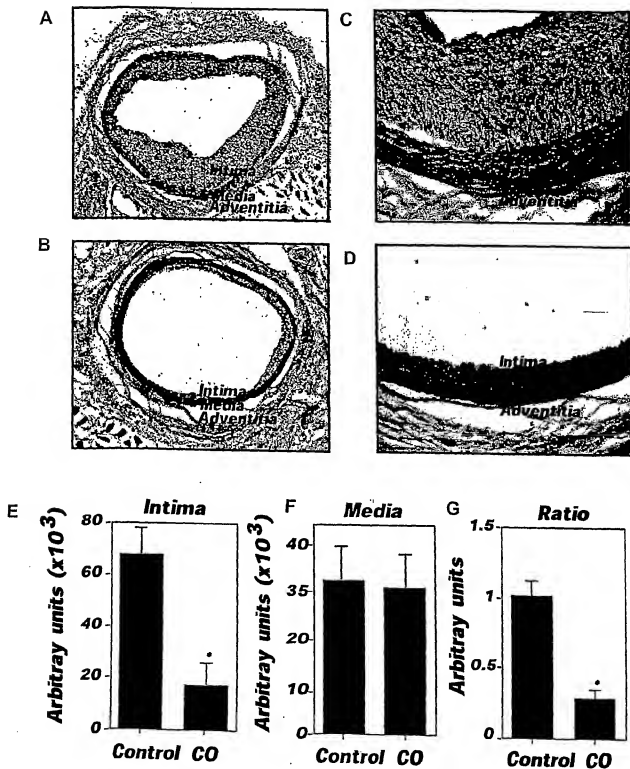 A
Intima
Media
Adventitia
C
Adventitia
B
Intima
Media
Adventitia
D
Intima
Adventitia
E
Intima
Arbitray units (x10³)
80
60
40
20
0
Control CO
F
Media
Arbitray units (x10³)
40
35
20
10
0
Control CO
G
Ratio
Arbitray units
1.5
1
0.5
0
Control CO